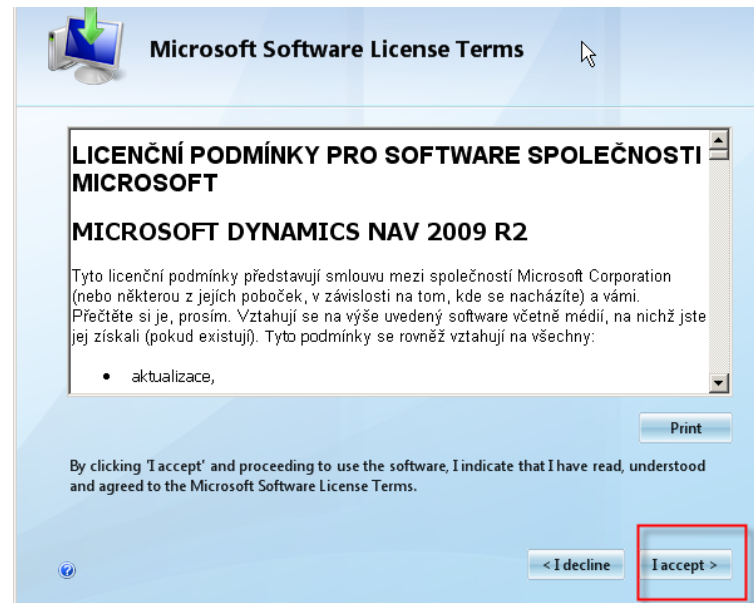 Microsoft Software License Terms
LICENČNÍ PODMÍNKY PRO SOFTWARE SPOLEČNOSTI
MICROSOFT
MICROSOFT DYNAMICS NAV 2009 R2
Tyto licenční podmínky představují smlouvu mezi společností Microsoft Corporation
(nebo některou z jejích poboček, v závislosti na tom, kde se nacházíte) a vámi.
Přečtěte si je, prosím. Vztahují se na výše uvedený software včetně médií, na nichž jste
jej získali (pokud existují). Tyto podmínky se rovněž vztahují na všechny:
• aktualizace,
Print
By clicking 'I accept' and proceeding to use the software, I indicate that I have read, understood
and agreed to the Microsoft Software License Terms.
< I decline
I accept >